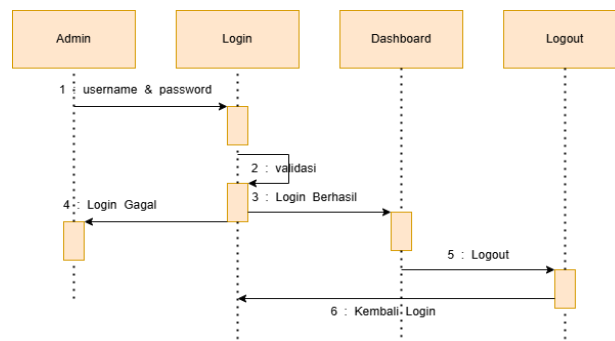 Admin
Login
Dashboard
Logout
1 - username & password
2 : validasi
3 : Login Berhasil
4 : Login Gagal
5 : Logout
6 : Kembali Login